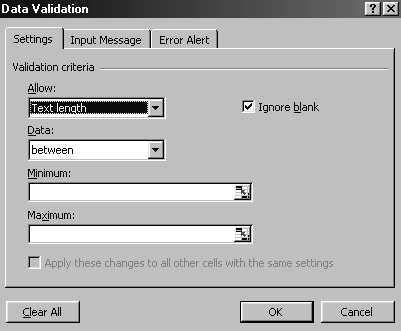 Data Validation
Settings Input Message Error Alert
Validation criteria
Allow:
Text length Ignore blank
Data:
between
Minimum:
Maximum:
Apply these changes to all other cells with the same settings
Clear All OK Cancel